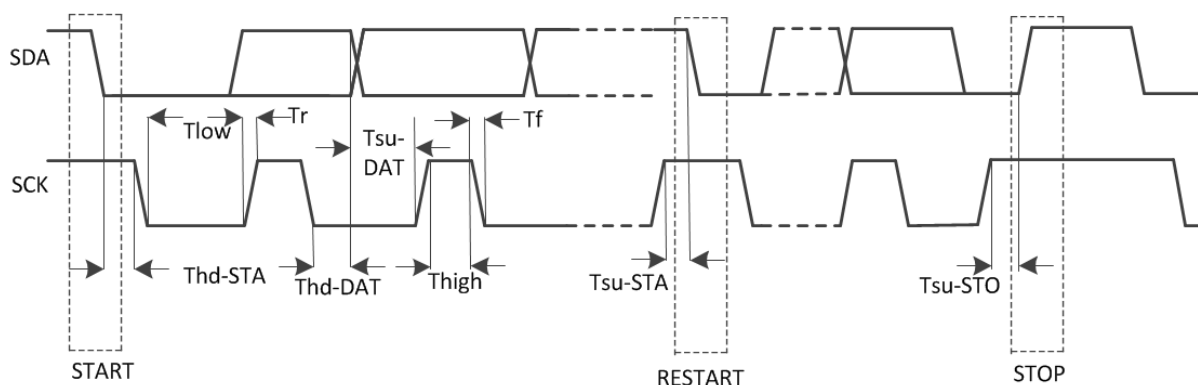 SDA
Tlow
Tr
Tsu-
DAT
Tf
SCK
Thd-STA
Thd-DAT
Thigh
Tsu-STA
Tsu-STO
START
RESTART
STOP